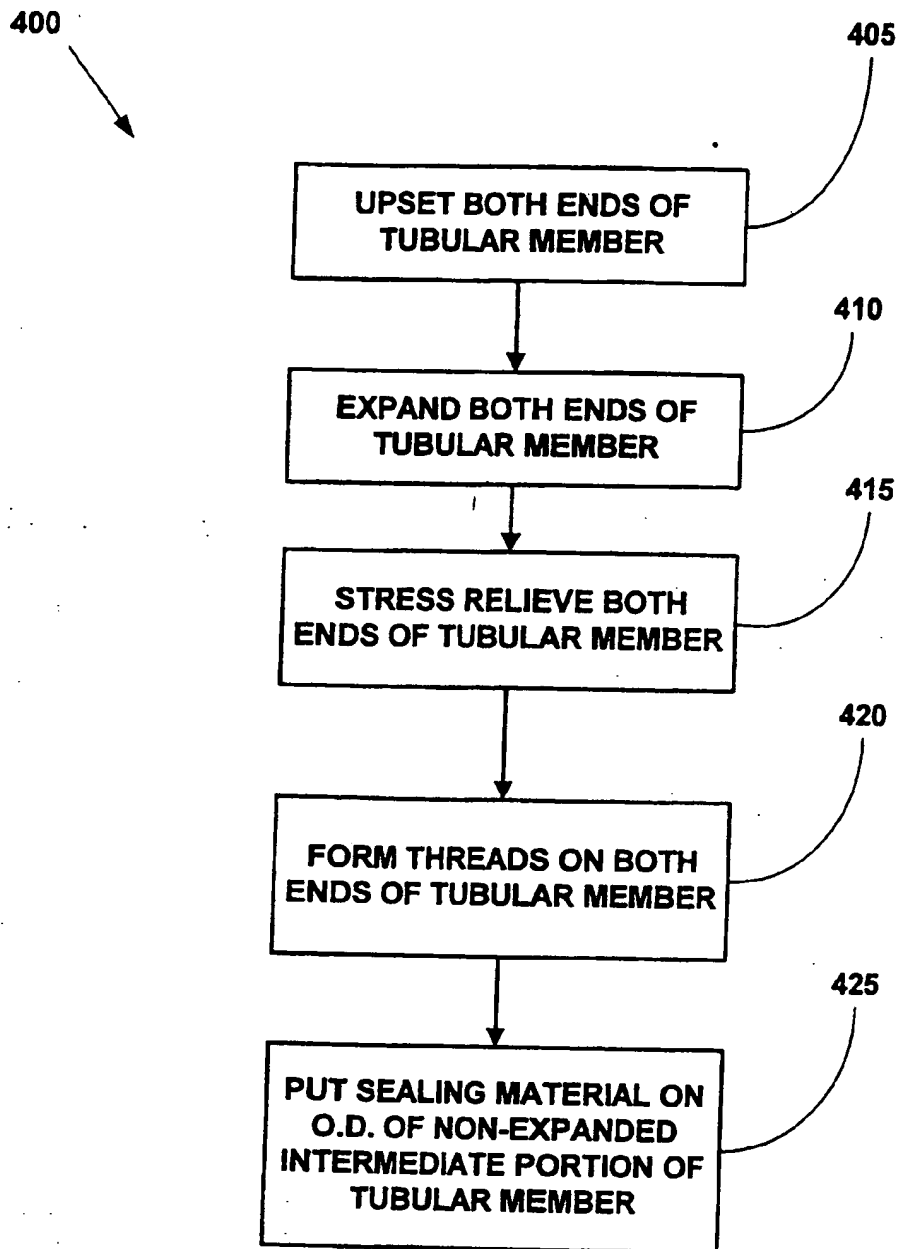 400
405
UPSET BOTH ENDS OF
TUBULAR MEMBER
410
EXPAND BOTH ENDS OF
TUBULAR MEMBER
415
STRESS RELIEVE BOTH
ENDS OF TUBULAR MEMBER
420
FORM THREADS ON BOTH
ENDS OF TUBULAR MEMBER
425
PUT SEALING MATERIAL ON
O.D. OF NON-EXPANDED
INTERMEDIATE PORTION OF
TUBULAR MEMBER